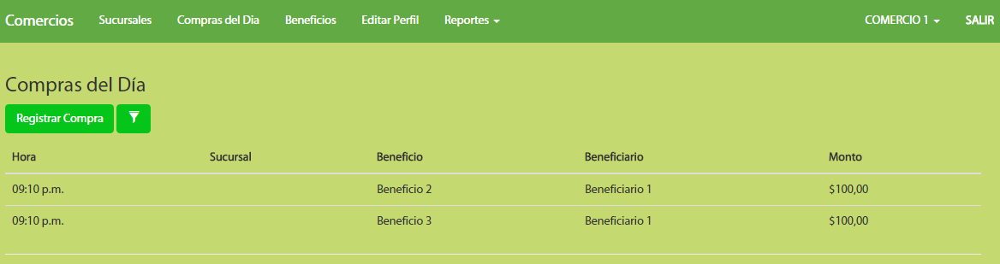 Comercios Sucursales Compras del Día Beneficios Editar Perfil Reportes COMERCIO 1 SALIR
Compras del Día
Registrar Compra
Hora Sucursal Beneficio Beneficiario Monto
09:10 p.m. Beneficio 2 Beneficiario 1 $100,00
09:10 p.m. Beneficio 3 Beneficiario 1 $100,00